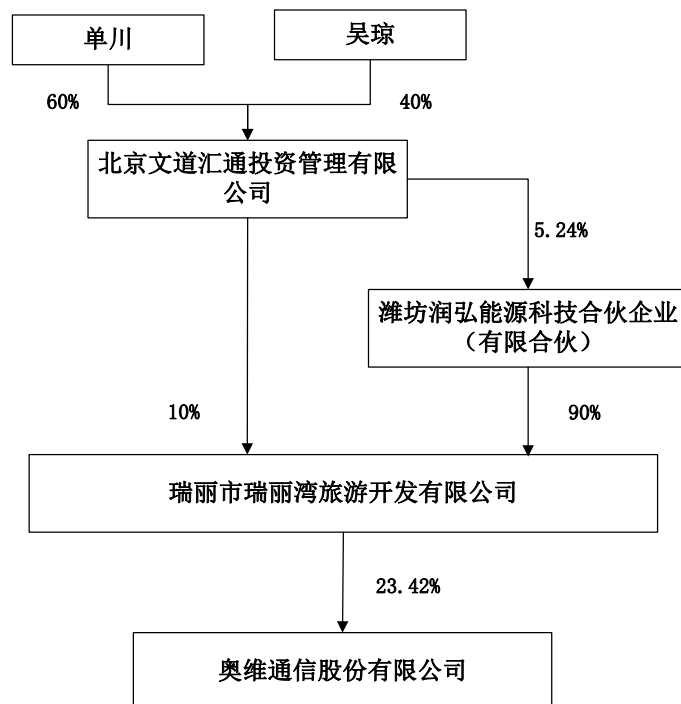 单川
吴琼
60%
40%
北京文道汇通投资管理有限
公司
5.24%
潍坊润弘能源科技合伙企业
（有限合伙）
10%
90%
瑞丽市瑞丽湾旅游开发有限公司
23.42%
奥维通信股份有限公司